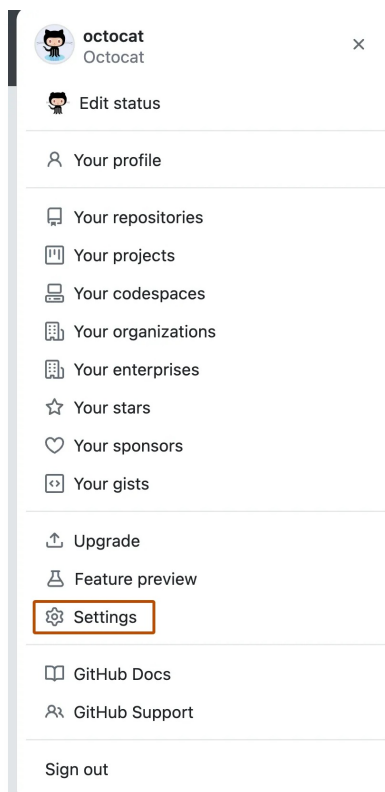 octocat
Octocat
Edit status
Your profile
Your repositories
Your projects
Your codespaces
Your organizations
Your enterprises
Your stars
Your sponsors
Your gists
Upgrade
Feature preview
Settings
GitHub Docs
GitHub Support
Sign out